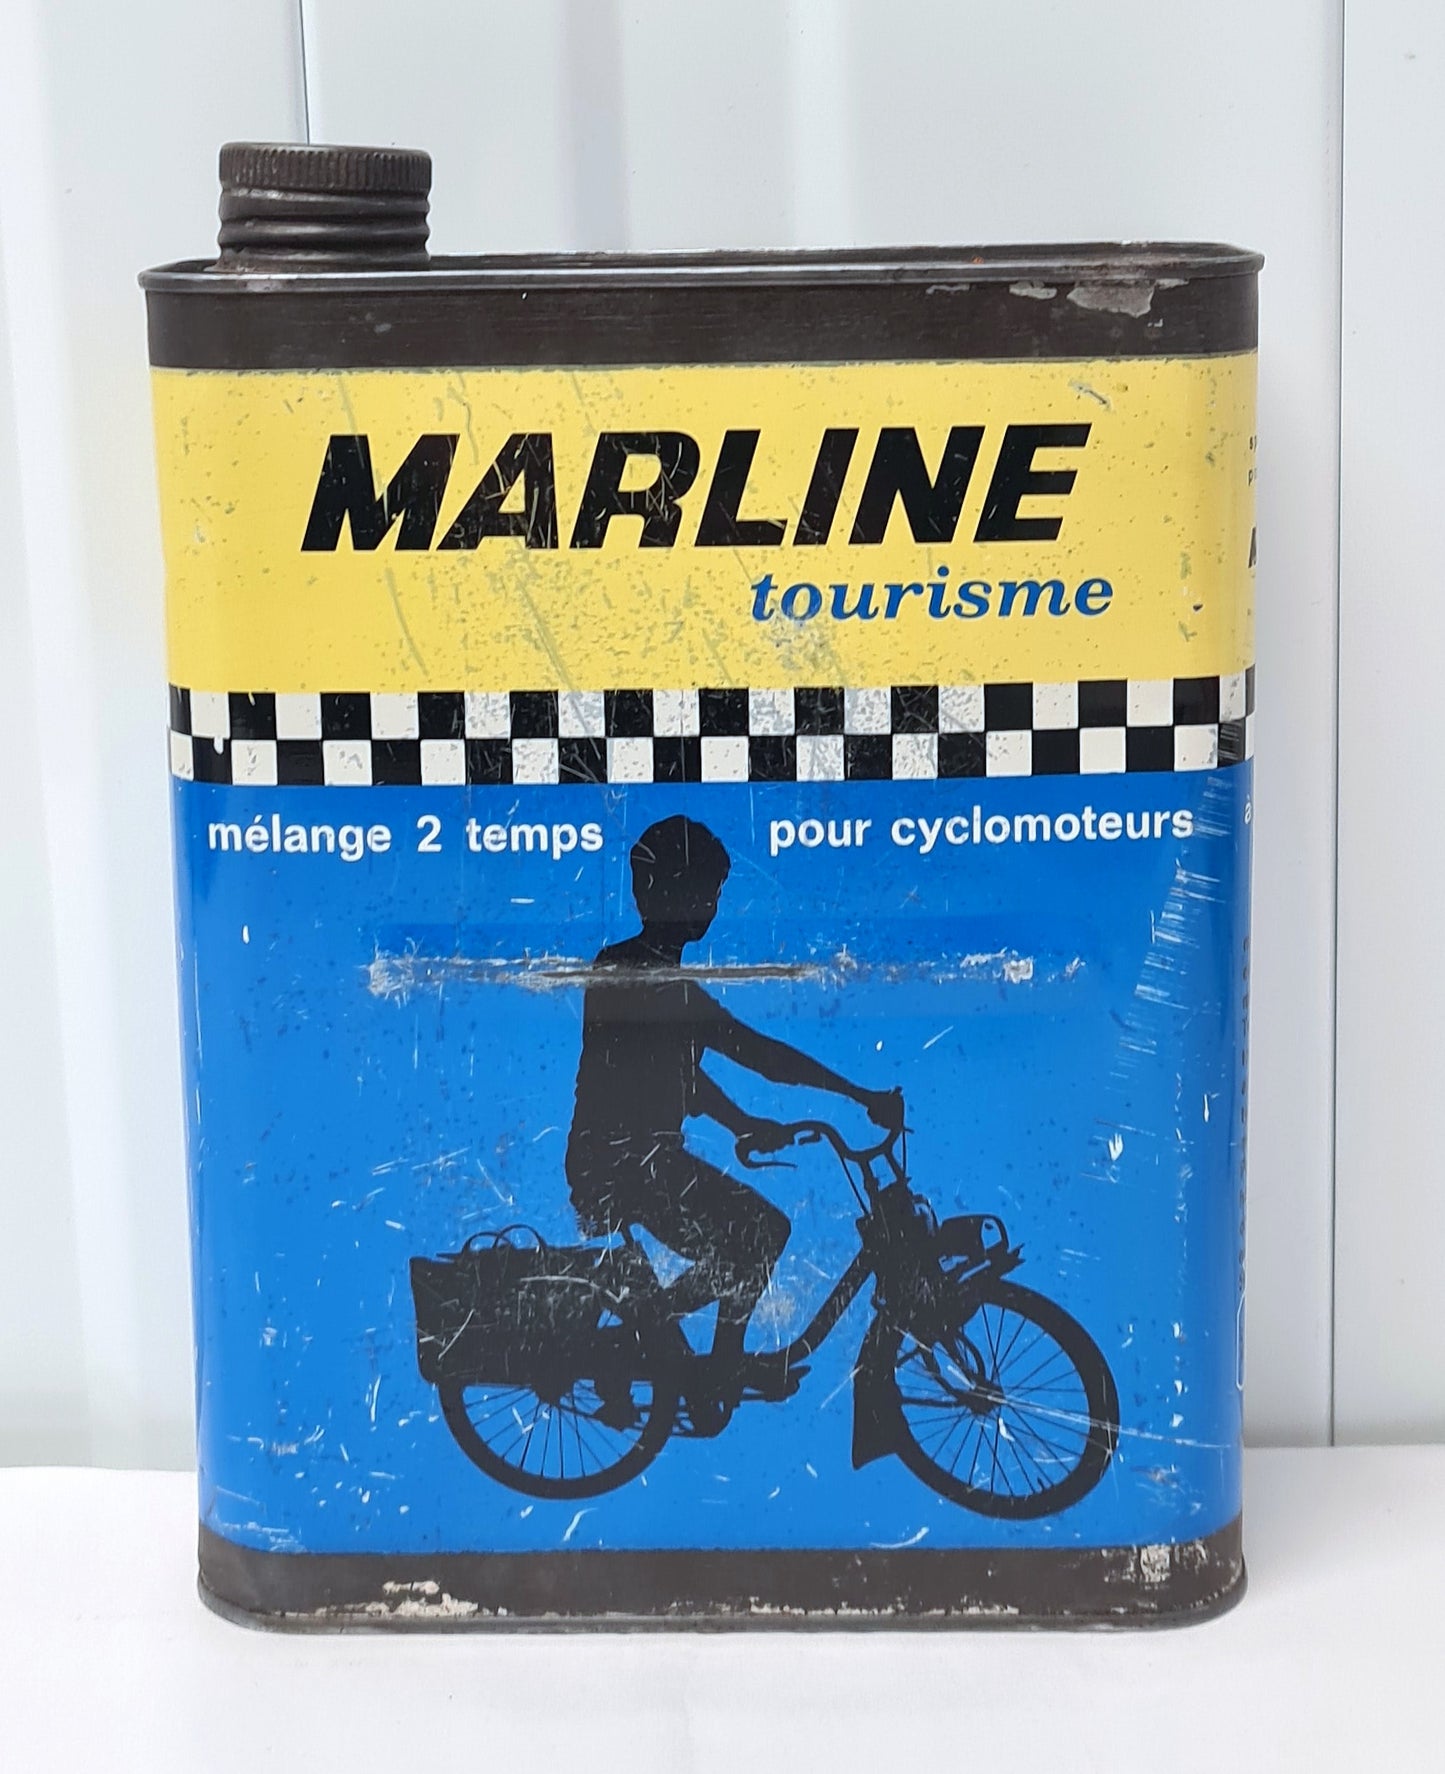 MARLINE
tourisme
mélange 2 temps pour cyclomoteurs
à